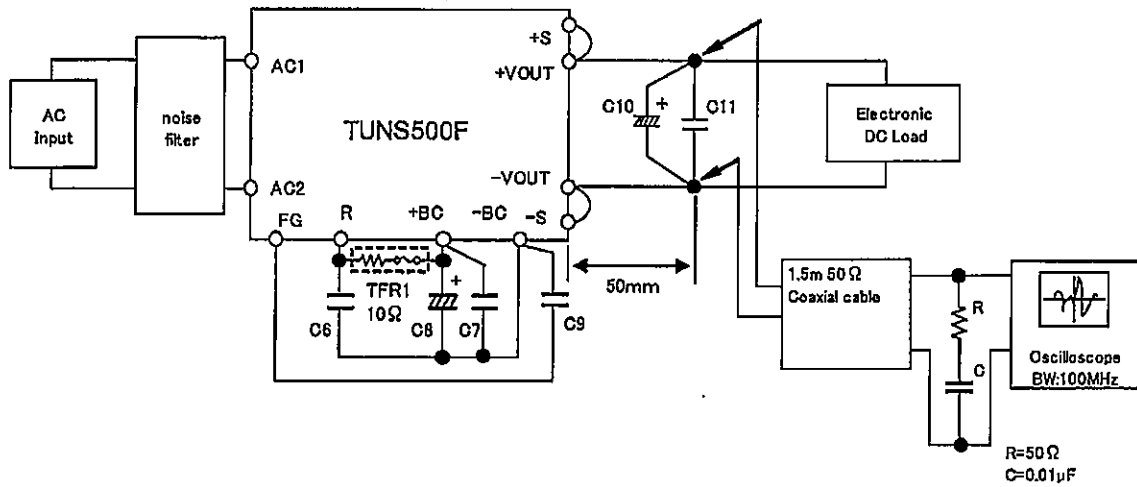 +S
AC1
+VOUT
AC
Input
noise
filter
TUNS500F
C10
+
C11
Electronic
DC Load
AC2
-VOUT
FG
R
+BC
-BC
-S
TFR1
10Ω
+
C6
C8
C7
C9
50mm
1.5m 50Ω
Coaxial cable
R
C
Oscilloscope
BW:100MHz
R=50Ω
C=0.01μF